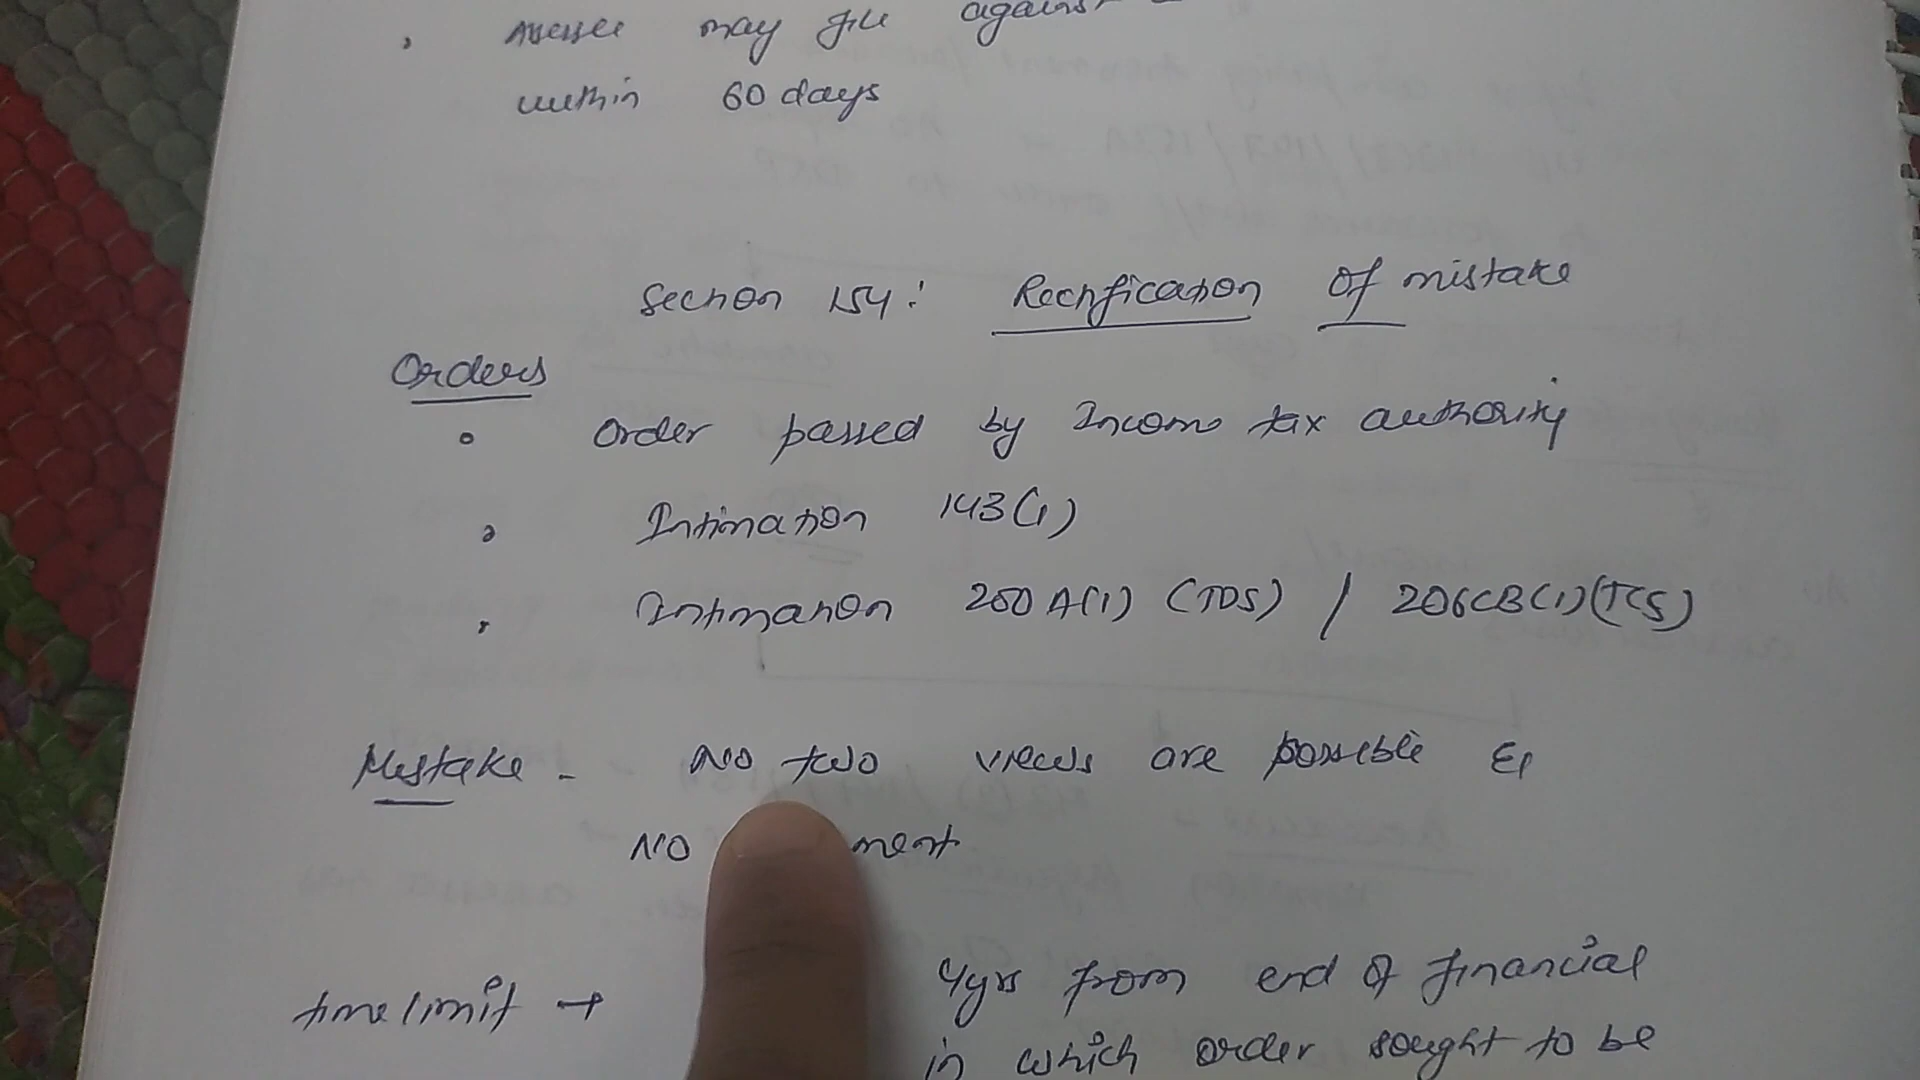 Assessee may file against
within 60 days
Section 154: Rectification Of mistake
Orders
Order passed by Income tax authority
Intimation 143(1)
Intimation 200A(1) (TDS) / 206CB(1)(TCS)
Mistake - No two views are possible &
NO ment
time limit → 4yrs from end of financial
in which order sought to be